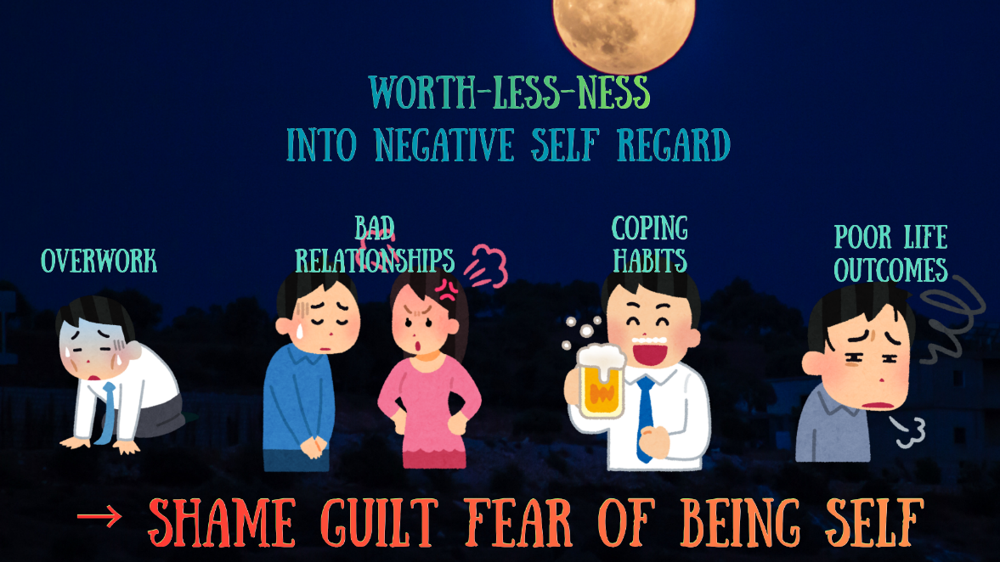 WORTH-LESS-NESS
INTO NEGATIVE SELF REGARD
OVERWORK
BAD
RELATIONSHIPS
COPING
HABITS
POOR LIFE
OUTCOMES
→ SHAME GUILT FEAR OF BEING SELF